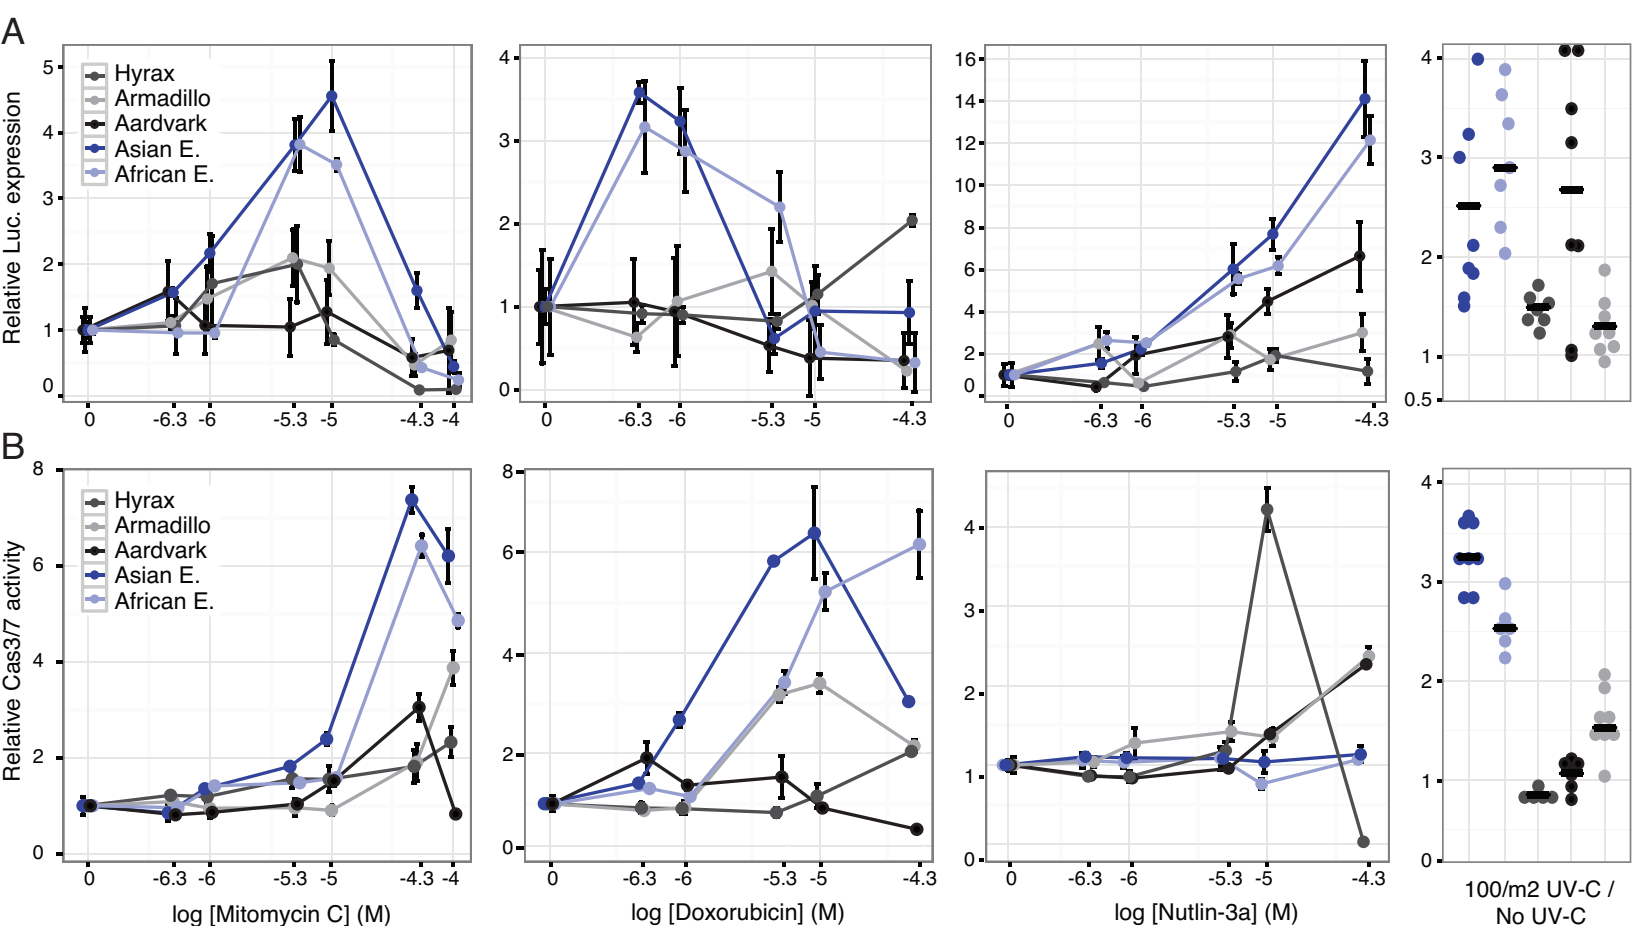 A
Relative Luc. expression
5
4
3
2
1
0
Hyrax
Armadillo
Aardvark
Asian E.
African E.
0 -6.3 -6 -5.3 -5 -4.3 -4
4
3
2
1
0
0 -6.3 -6 -5.3 -5 -4.3
16
14
12
10
8
6
4
2
0
0 -6.3 -6 -5.3 -5 -4.3
4
3
2
1
0.5
B
Relative Cas3/7 activity
8
6
4
2
0
Hyrax
Armadillo
Aardvark
Asian E.
African E.
0 -6.3 -6 -5.3 -5 -4.3 -4
log [Mitomycin C] (M)
8
6
4
2
0
0 -6.3 -6 -5.3 -5 -4.3
log [Doxorubicin] (M)
4
3
2
1
0
0 -6.3 -6 -5.3 -5 -4.3
log [Nutlin-3a] (M)
4
3
2
1
0
100/m2 UV-C /
No UV-C